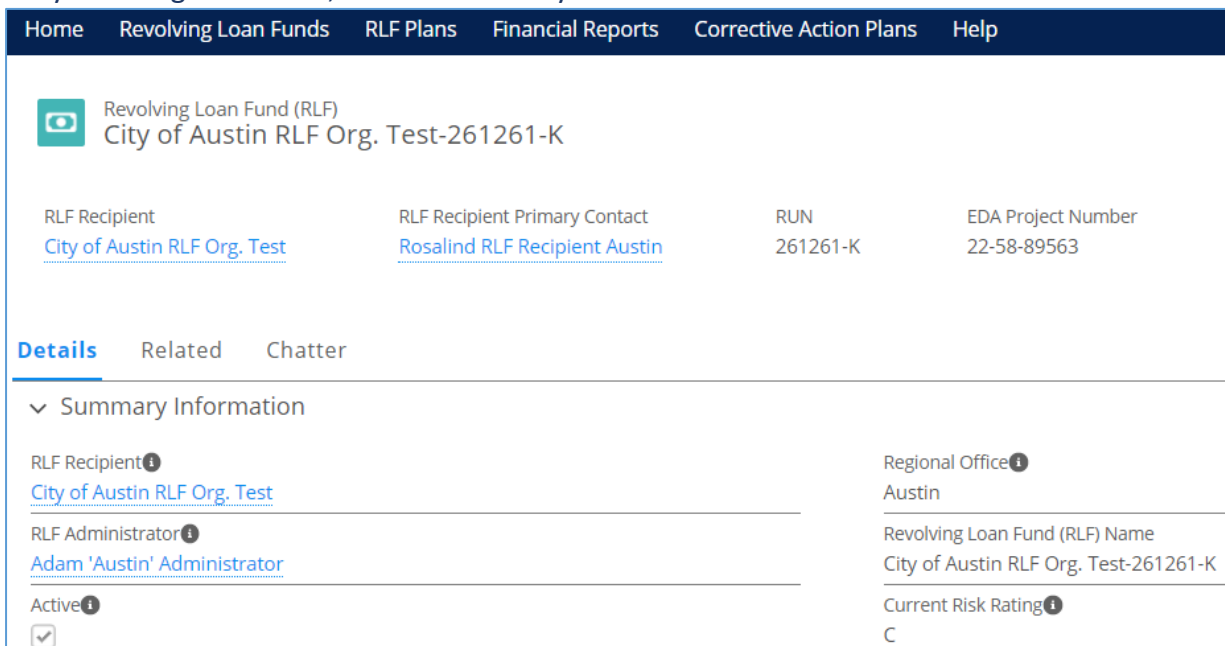 Home Revolving Loan Funds RLF Plans Financial Reports Corrective Action Plans Help
Revolving Loan Fund (RLF)
City of Austin RLF Org. Test-261261-K
RLF Recipient RLF Recipient Primary Contact RUN EDA Project Number
City of Austin RLF Org. Test Rosalind RLF Recipient Austin 261261-K 22-58-89563
Details Related Chatter
Summary Information
RLF Recipient Regional Office
City of Austin RLF Org. Test Austin
RLF Administrator Revolving Loan Fund (RLF) Name
Adam 'Austin' Administrator City of Austin RLF Org. Test-261261-K
Active Current Risk Rating
C